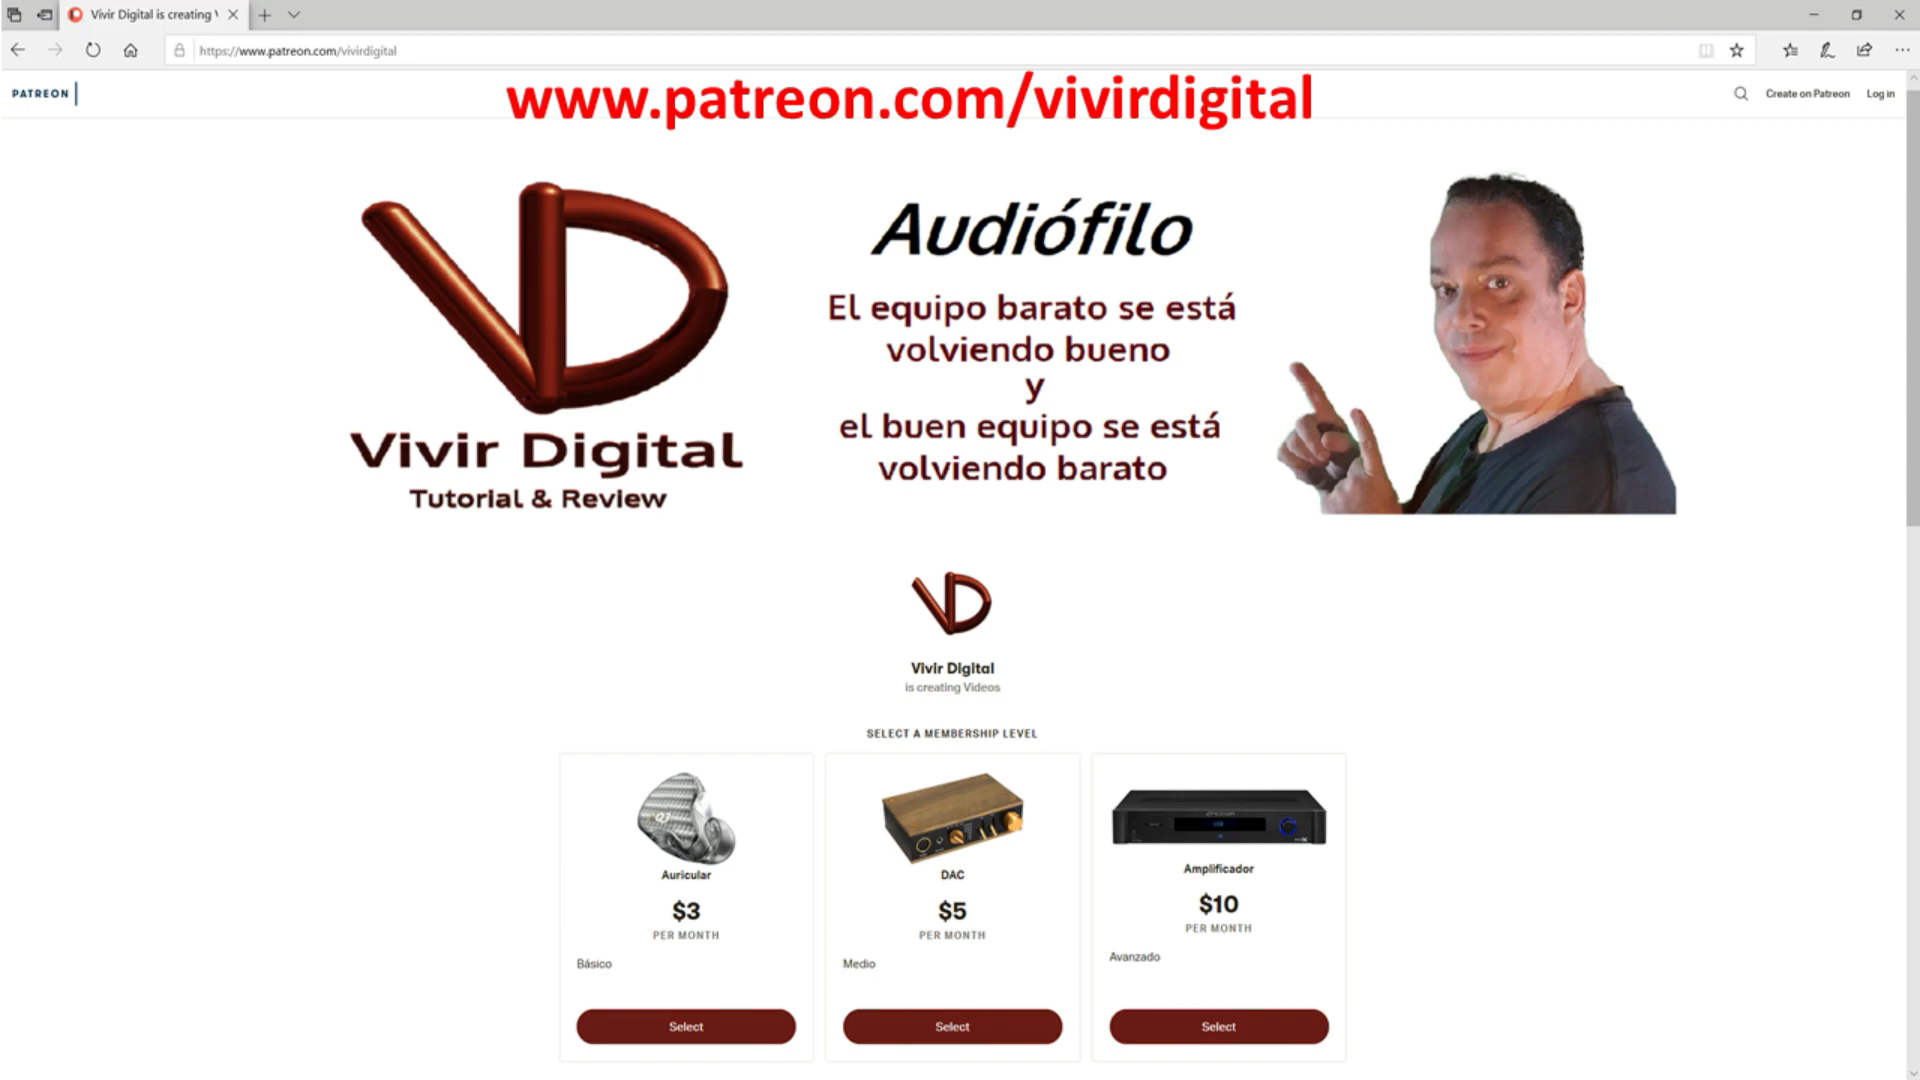 Vivir Digital is creating V
https://www.patreon.com/vivirdigital
PATREON
www.patreon.com/vivirdigital
Create on Patreon
Log in
VD
Vivir Digital
Tutorial & Review
Audiófilo
El equipo barato se está
volviendo bueno
y
el buen equipo se está
volviendo barato
VD
Vivir Digital
is creating Videos
SELECT A MEMBERSHIP LEVEL
Auricular
$3
PER MONTH
Básico
Select
DAC
$5
PER MONTH
Medio
Select
Amplificador
$10
PER MONTH
Avanzado
Select